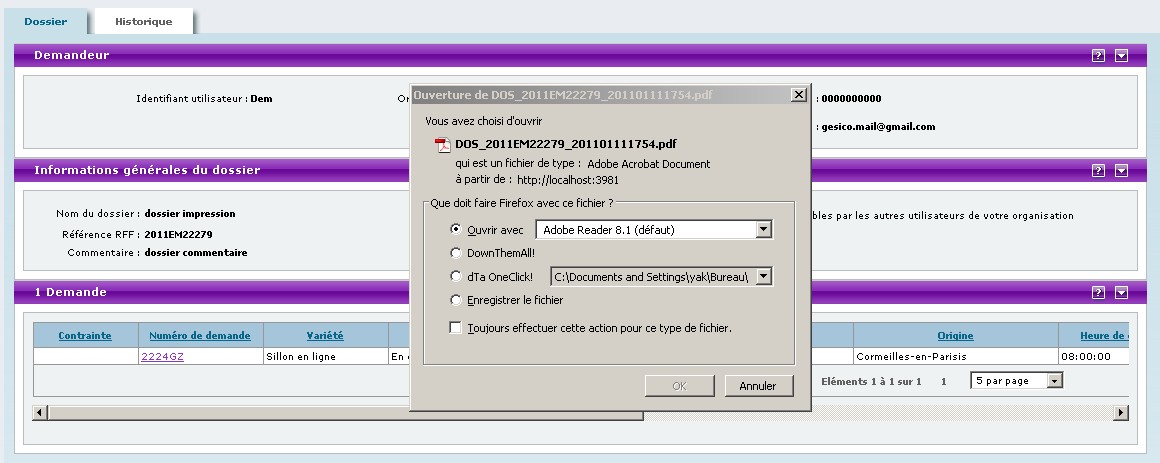 Dossier
Historique
Demandeur
?
Identifiant utilisateur : Dem
: 0000000000
: gesico.mail@gmail.com
Informations générales du dossier
?
Nom du dossier : dossier impression
bles par les autres utilisateurs de votre organisation
Référence RFF : 2011EM22279
Commentaire : dossier commentaire
1 Demande
?
Contrainte Numéro de demande Variété Origine Heure de
2224GZ Sillon en ligne En Cormeilles-en-Parisis 08:00:00
Eléments 1 à 1 sur 1 1 5 par page
Ouverture de DOS_2011EM22279_201101111754.pdf
Vous avez choisi d'ouvrir
DOS_2011EM22279_201101111754.pdf
qui est un fichier de type : Adobe Acrobat Document
à partir de : http://localhost:3981
Que doit faire Firefox avec ce fichier ?
Ouvrir avec Adobe Reader 8.1 (défaut)
DownThemAll!
dTa OneClick! C:\Documents and Settings\yak\Bureau\
Enregistrer le fichier
Toujours effectuer cette action pour ce type de fichier.
OK Annuler